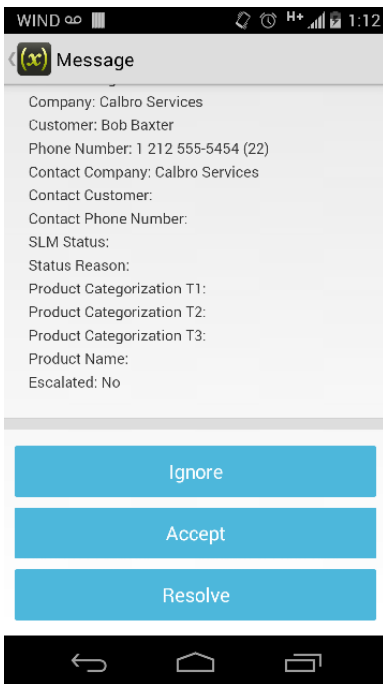 WIND
H+
1:12
(x)
Message
Company: Calbro Services
Customer: Bob Baxter
Phone Number: 1 212 555-5454 (22)
Contact Company: Calbro Services
Contact Customer:
Contact Phone Number:
SLM Status:
Status Reason:
Product Categorization T1:
Product Categorization T2:
Product Categorization T3:
Product Name:
Escalated: No
Ignore
Accept
Resolve